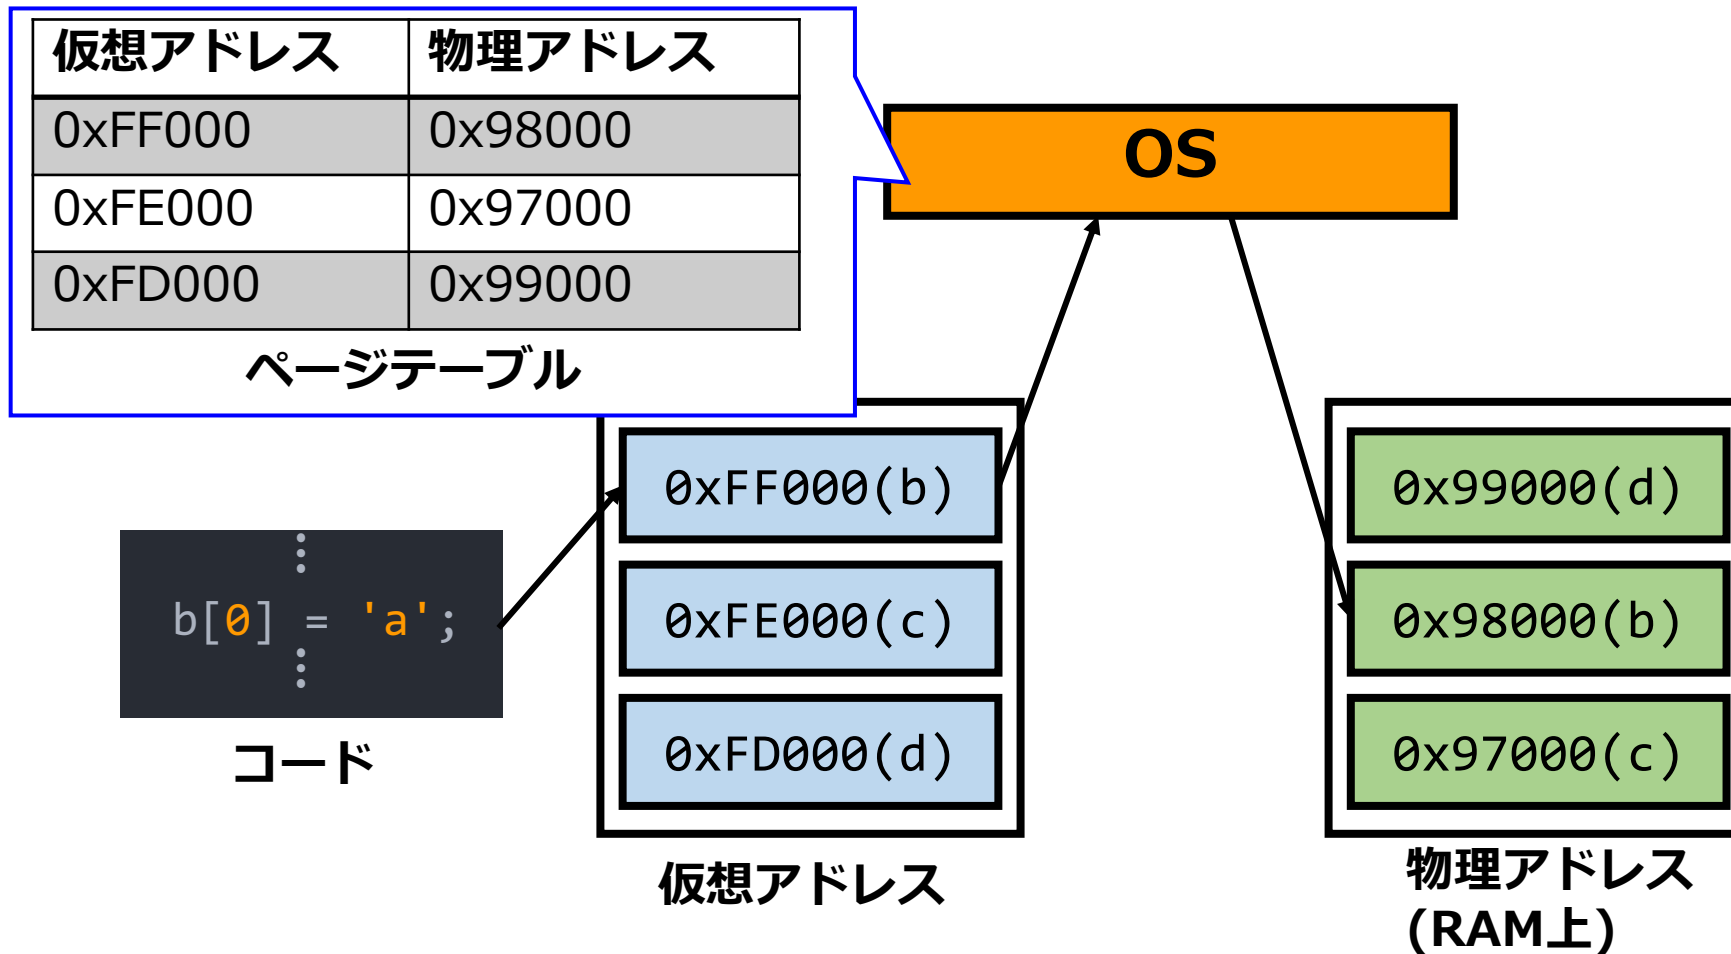 仮想アドレス 物理アドレス
0xFF000 0x98000
0xFE000 0x97000
0xFD000 0x99000
ページテーブル
OS
b[0] = 'a';
コード
0xFF000(b)
0xFE000(c)
0xFD000(d)
仮想アドレス
0x99000(d)
0x98000(b)
0x97000(c)
物理アドレス
(RAM上)